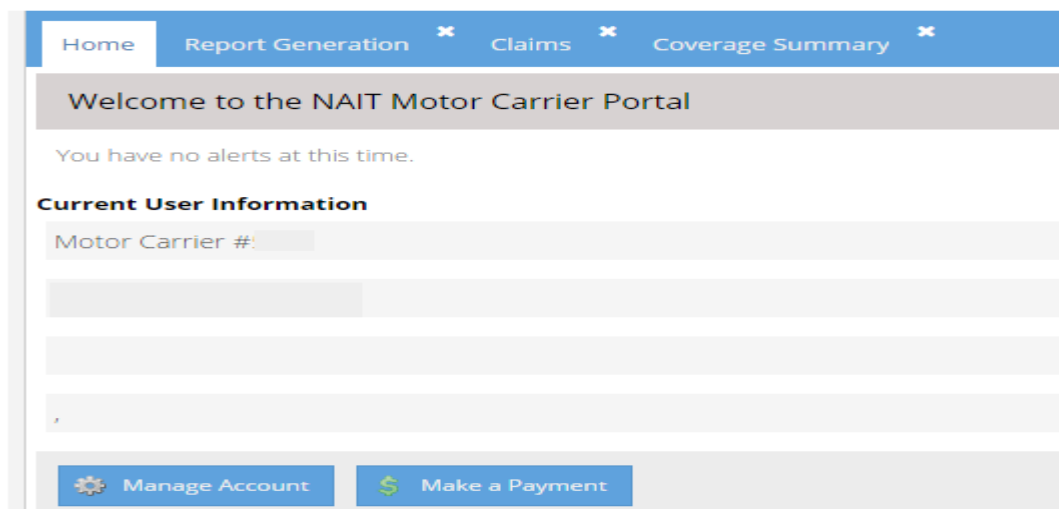 Home Report Generation Claims Coverage Summary
Welcome to the NAIT Motor Carrier Portal
You have no alerts at this time.
Current User Information
Motor Carrier #
,
Manage Account $ Make a Payment